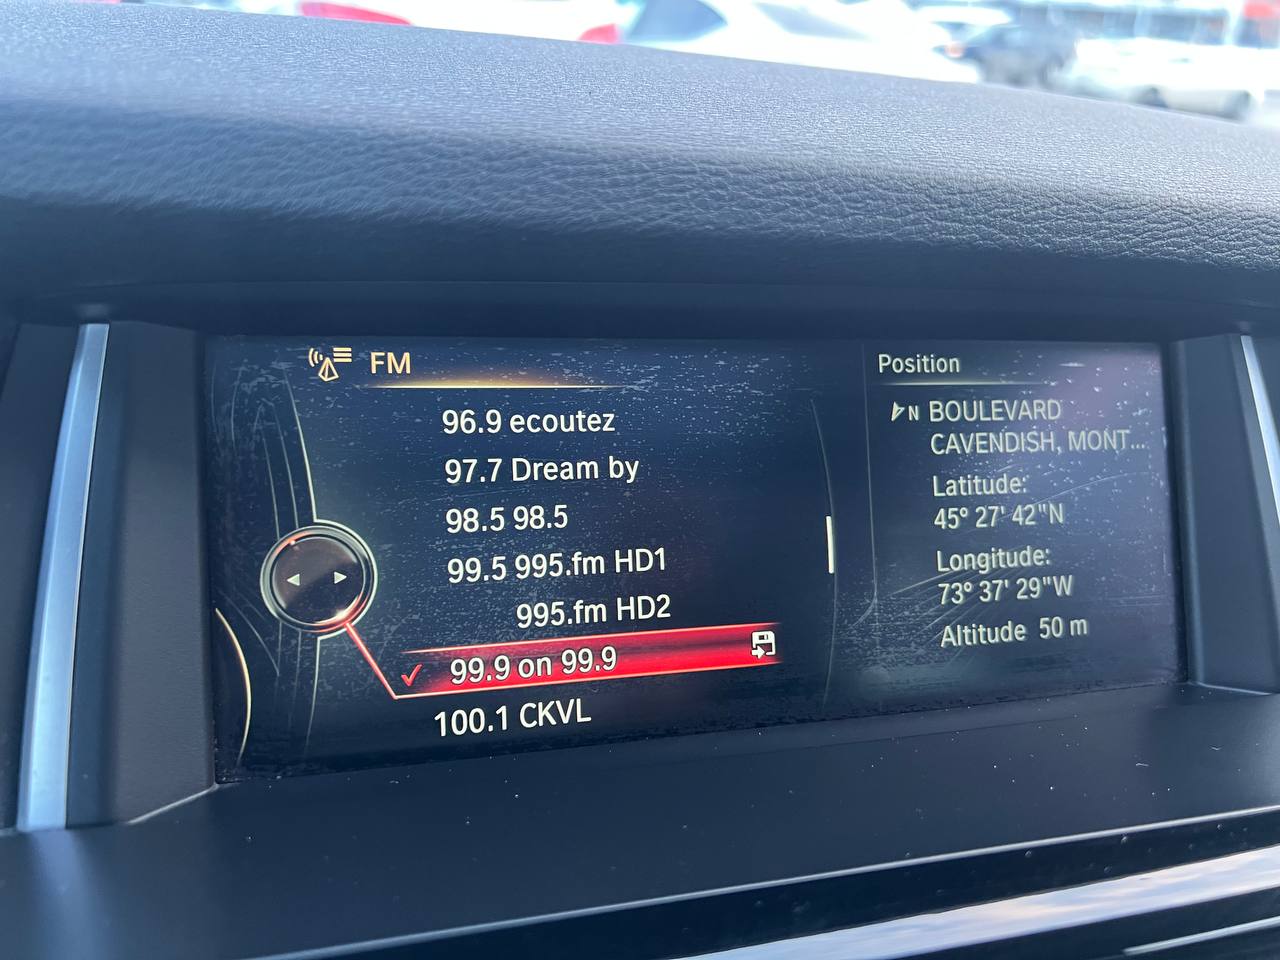 FM
96.9 ecoutez
97.7 Dream by
98.5 98.5
99.5 995.fm HD1
995.fm HD2
99.9 on 99.9
100.1 CKVL
Position
N BOULEVARD
CAVENDISH, MONT...
Latitude:
45° 27' 42"N
Longitude:
73° 37' 29"W
Altitude 50 m